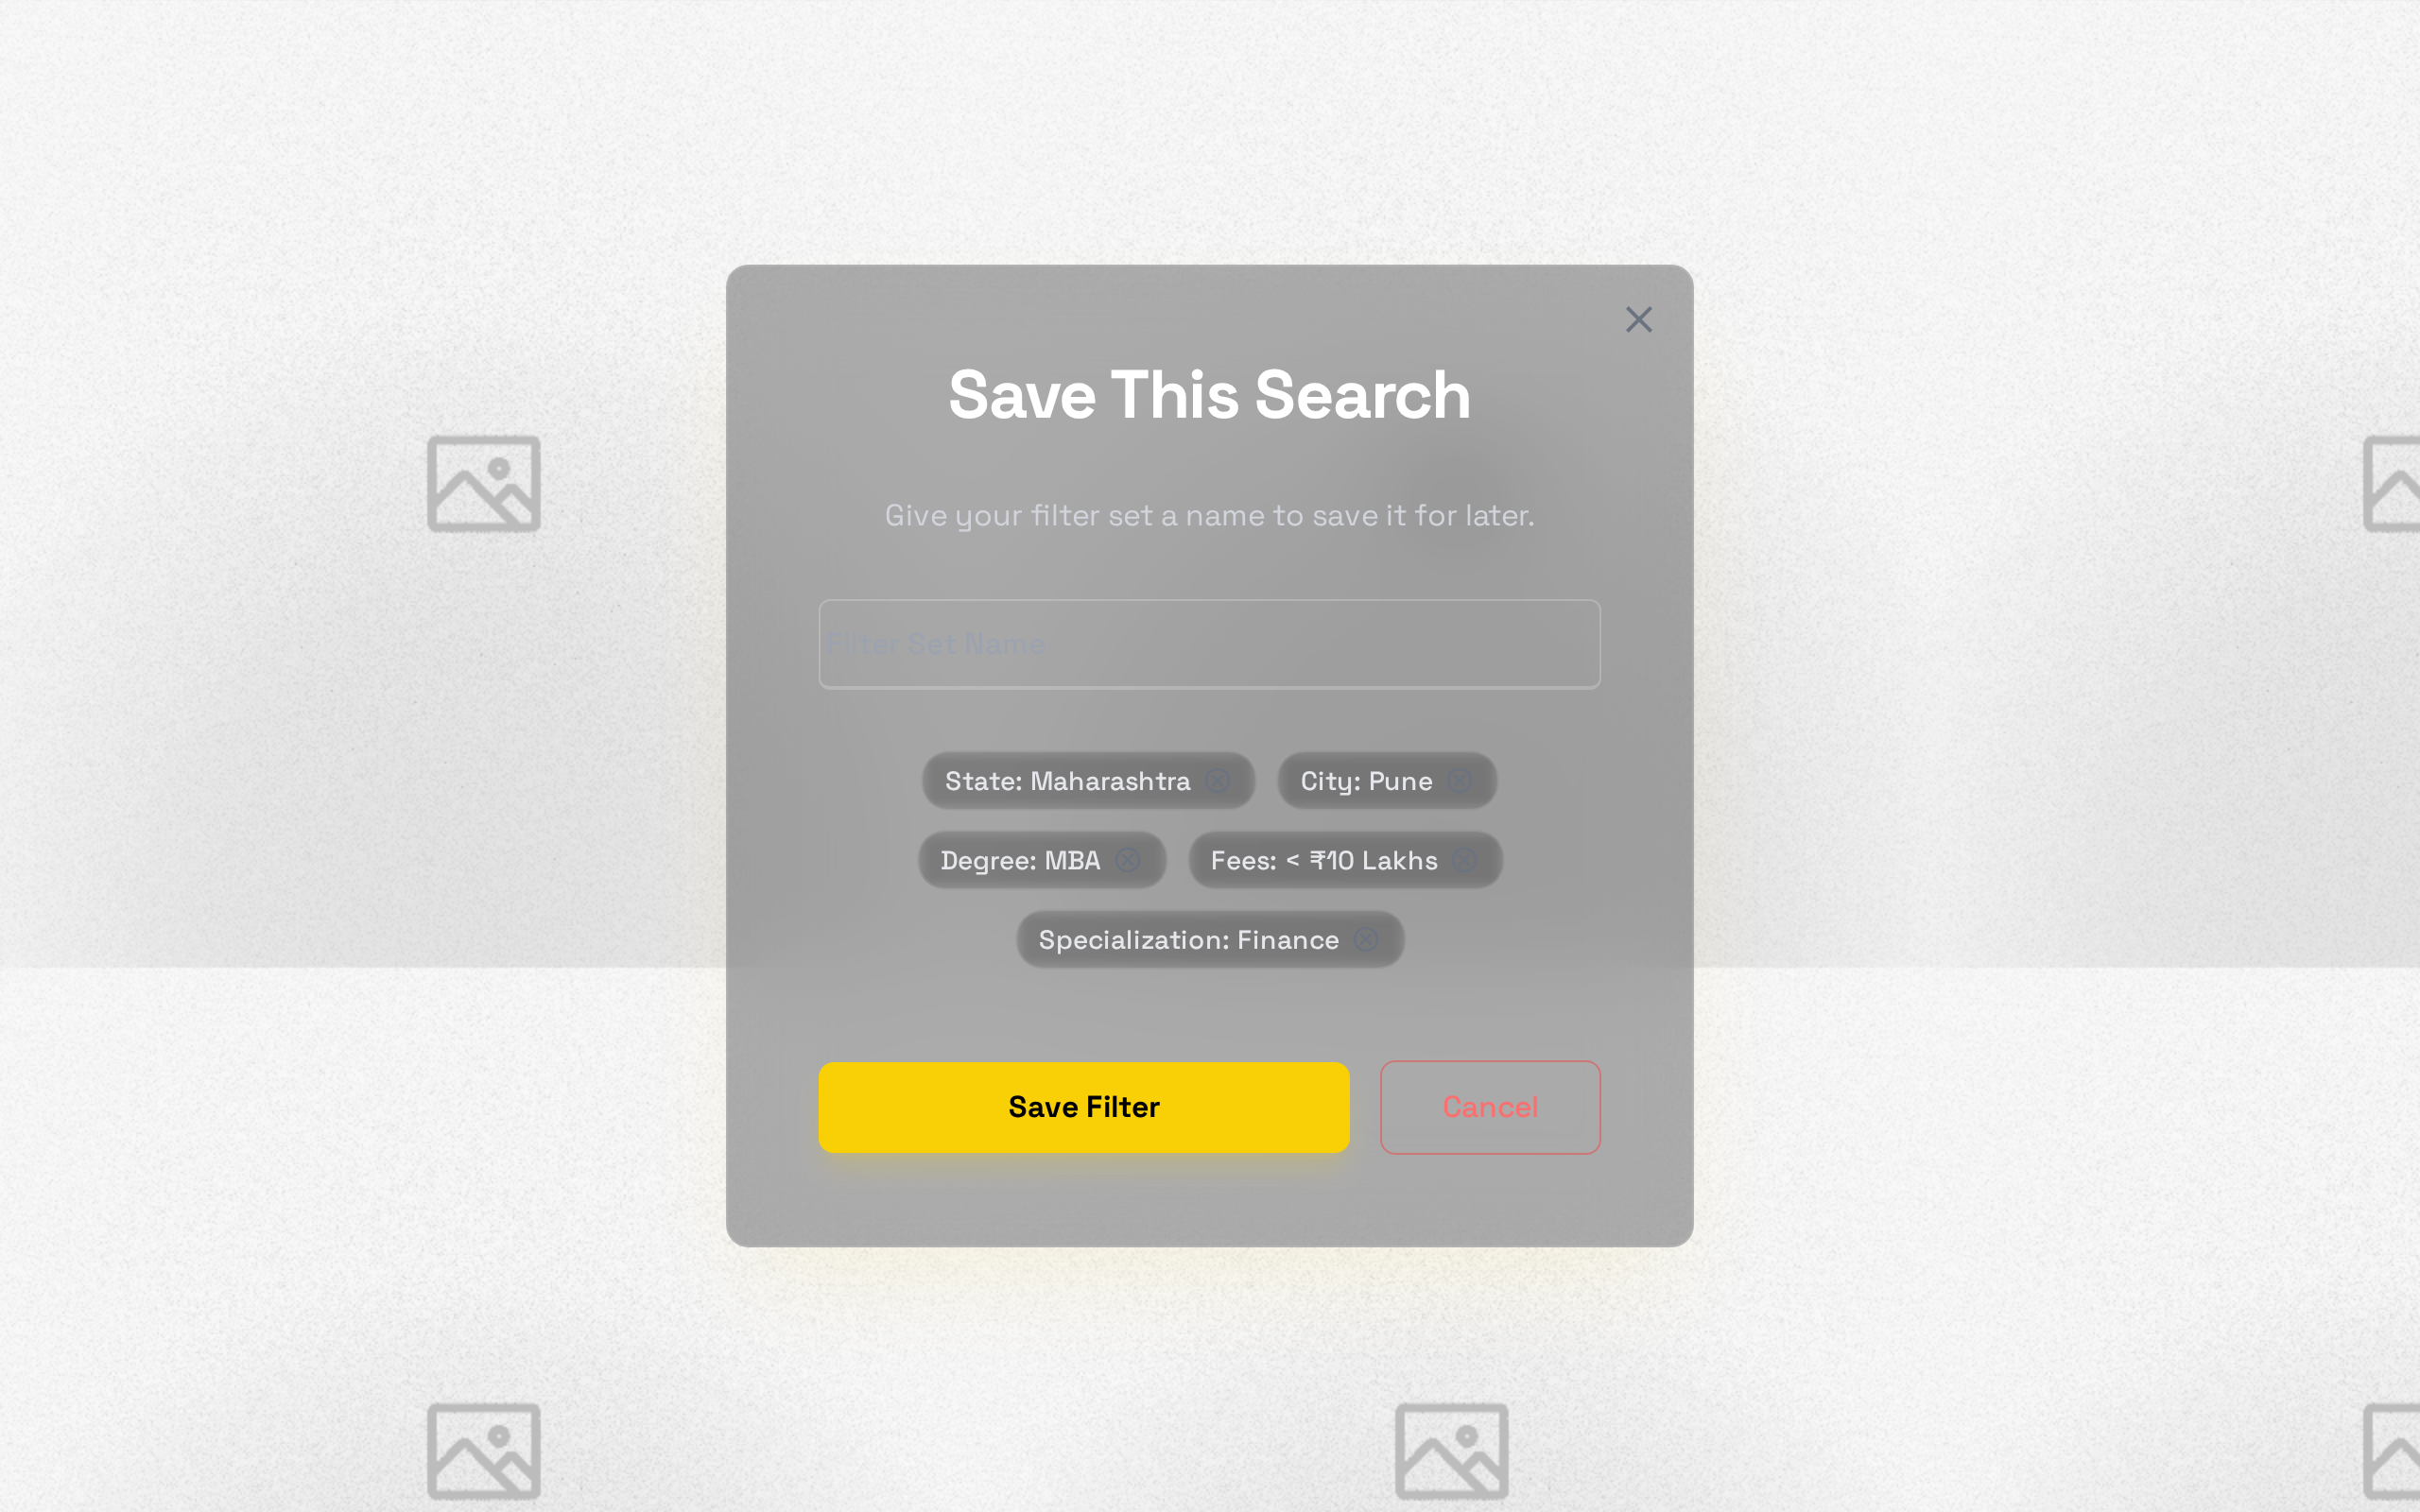 Save This Search
Give your filter set a name to save it for later.
Filter Set Name
State: Maharashtra
City: Pune
Degree: MBA
Fees: < ₹10 Lakhs
Specialization: Finance
Save Filter
Cancel